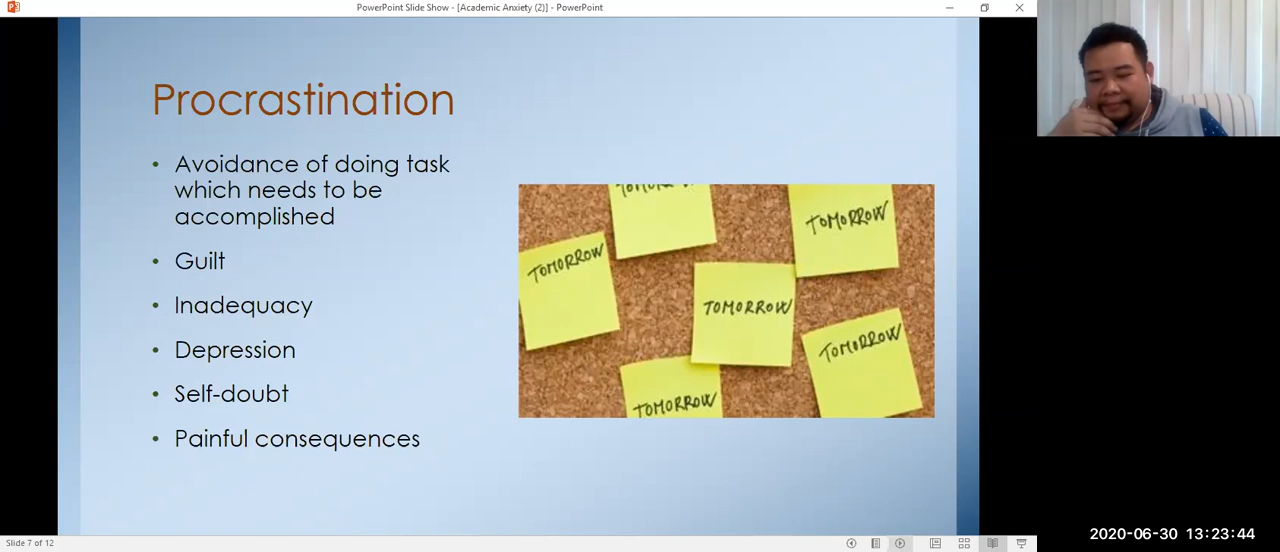 PowerPoint Slide Show - [Academic Anxiety (2)] - PowerPoint
Procrastination
• Avoidance of doing task
which needs to be
accomplished
• Guilt
• Inadequacy
• Depression
• Self-doubt
• Painful consequences
TOMORROW
TOMORROW
TOMORROW
TOMORROW
TOMORROW
TOMORROW
Slide 7 of 12
2020-06-30 13:23:44